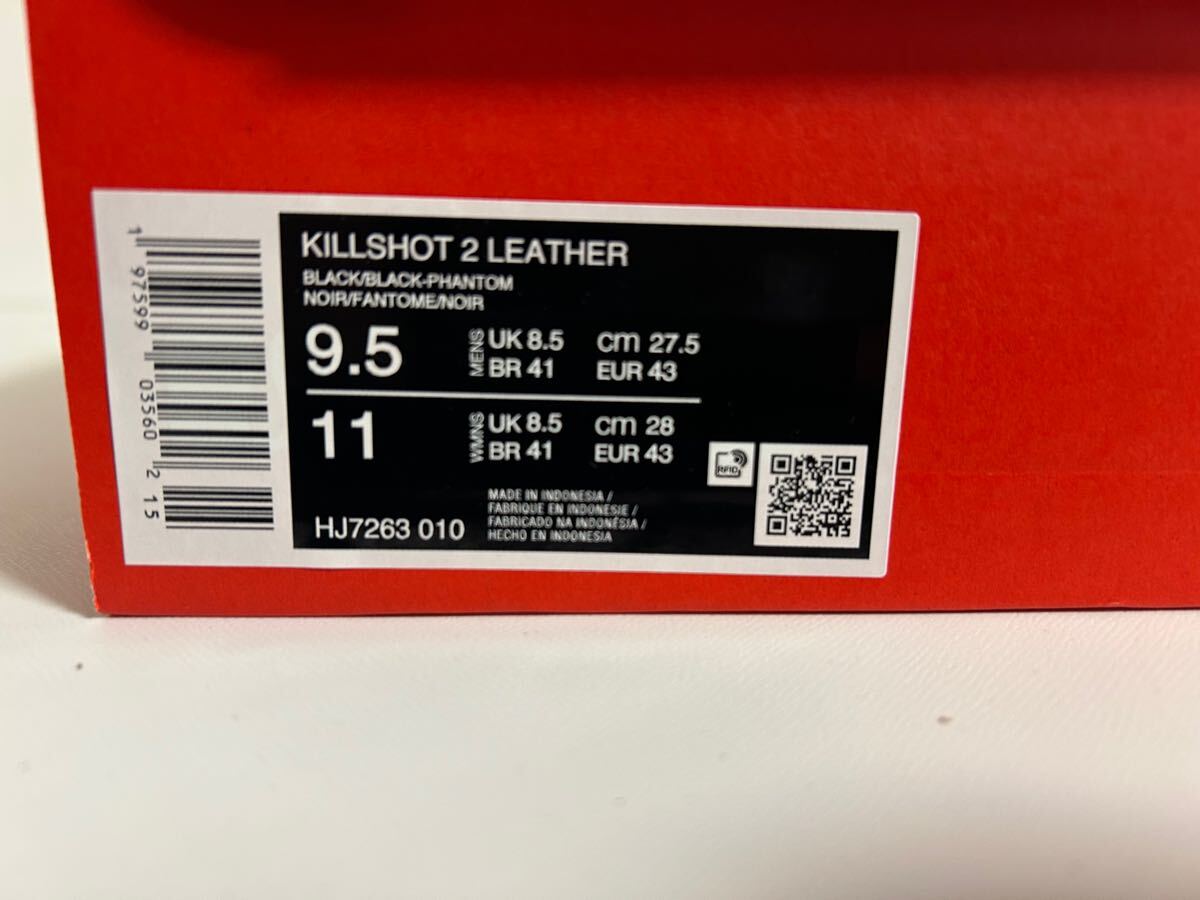 KILLSHOT 2 LEATHER
BLACK/BLACK-PHANTOM
NOIR/FANTOME/NOIR
9.5 MENS UK 8.5 cm 27.5
BR 41 EUR 43
11 WMNS UK 8.5 cm 28
BR 41 EUR 43
RFID
HJ7263 010
MADE IN INDONESIA /
FABRIQUE EN INDONESIE /
FABRICADO NA INDONÉSIA /
HECHO EN INDONESIA
1 97599 03560 2 15